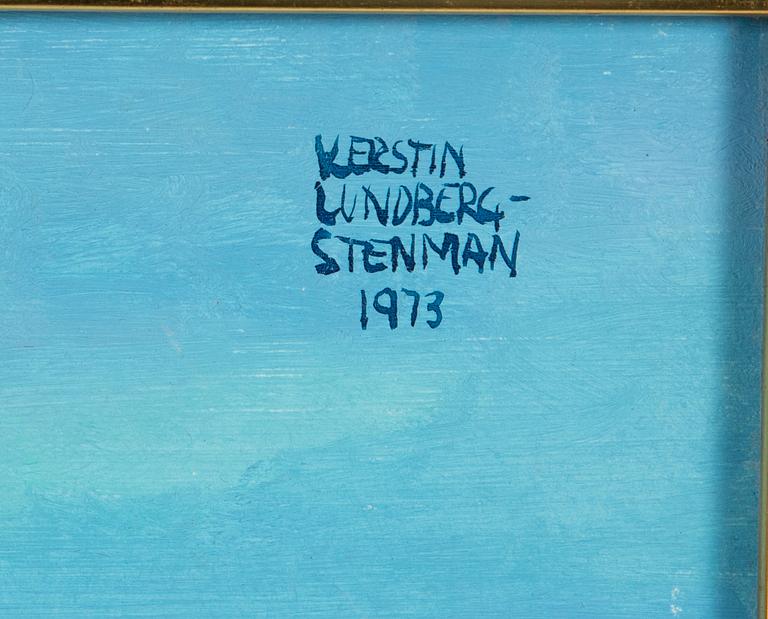 KERSTIN
LUNDBERG-
STENMAN
1973